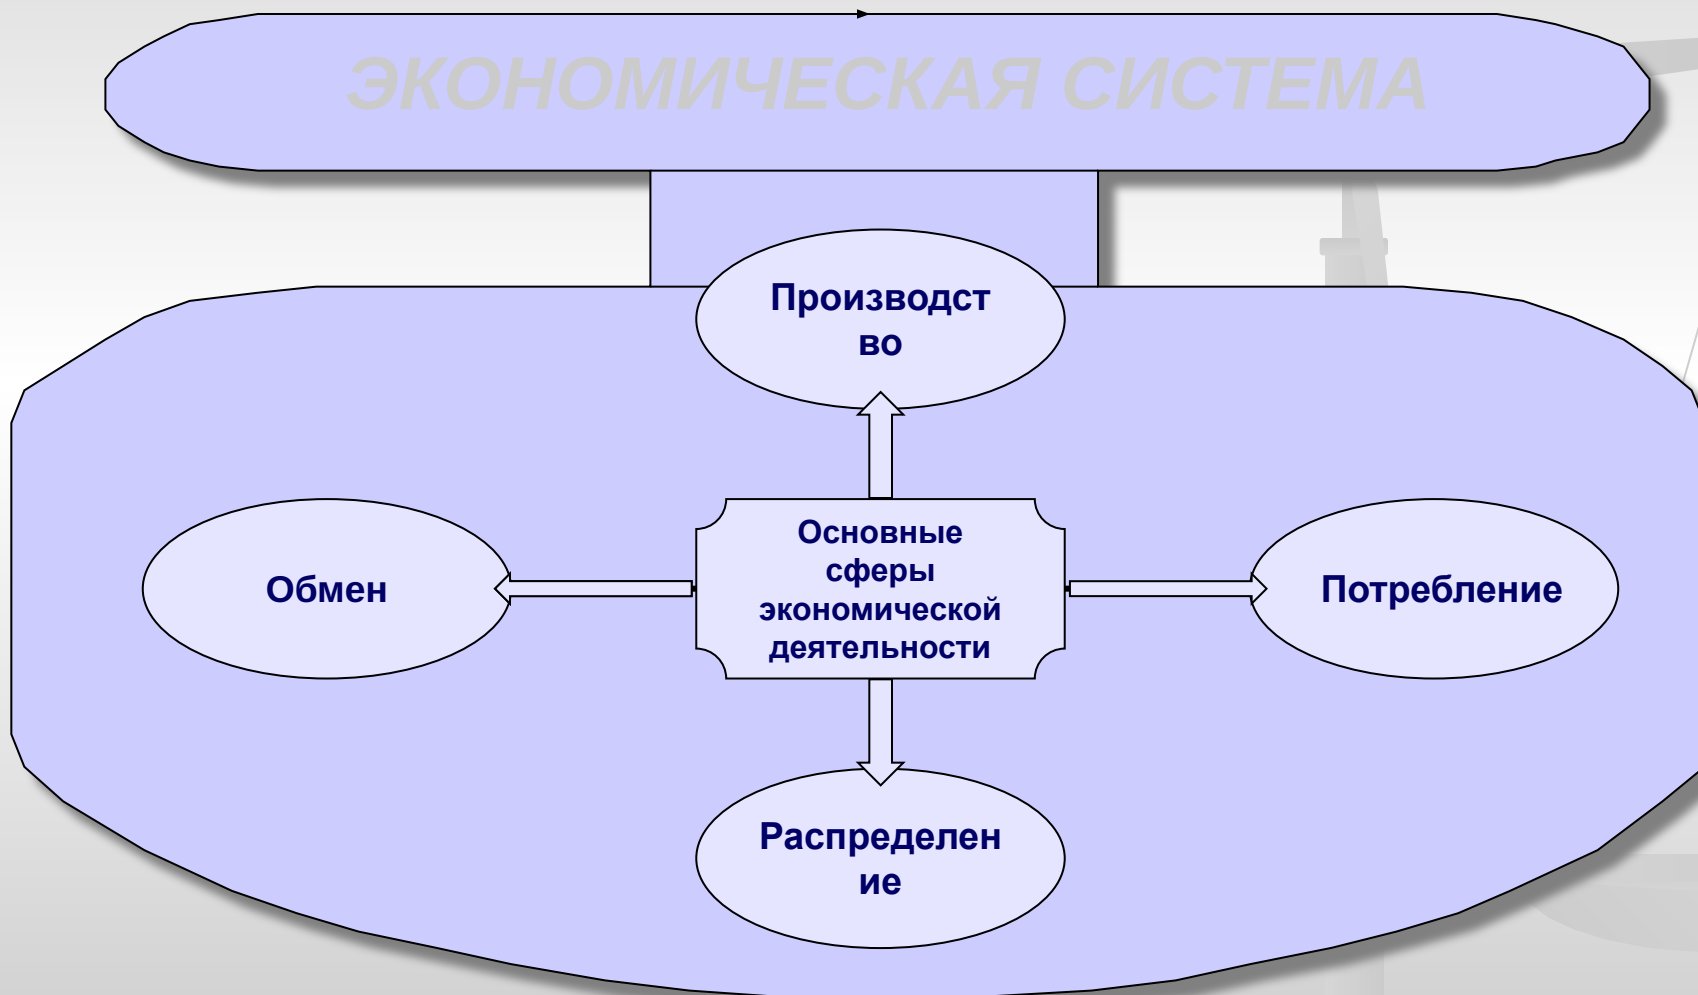 ЭКОНОМИЧЕСКАЯ СИСТЕМА
Производст
во
Обмен
Основные
сферы
экономической
деятельности
Потребление
Распределен
ие